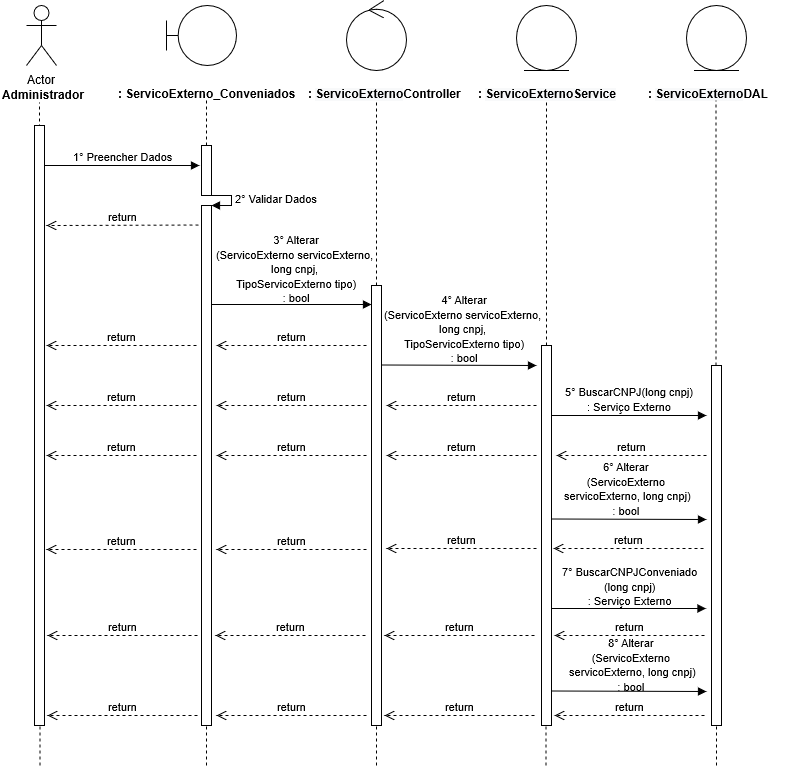 Actor
Administrador
: ServicoExterno_Conveniados
: ServicoExternoController
: ServicoExternoService
: ServicoExternoDAL
1° Preencher Dados
2° Validar Dados
return
3° Alterar
(ServicoExterno servicoExterno,
long cnpj,
TipoServicoExterno tipo)
: bool
4° Alterar
(ServicoExterno servicoExterno,
long cnpj,
TipoServicoExterno tipo)
: bool
return
return
5° BuscarCNPJ(long cnpj)
: Serviço Externo
return
return
return
return
return
return
return
6° Alterar
(ServicoExterno
servicoExterno, long cnpj)
: bool
return
return
return
return
7° BuscarCNPJConveniado
(long cnpj)
: Serviço Externo
return
return
return
return
8° Alterar
(ServicoExterno
servicoExterno, long cnpj)
: bool
return
return
return
return